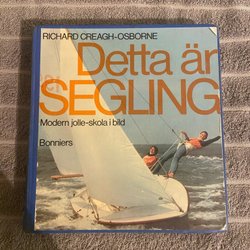 RICHARD CREAGH-OSBORNE
Detta är
SEGLING
Modern jolle-skola i bild
Bonniers